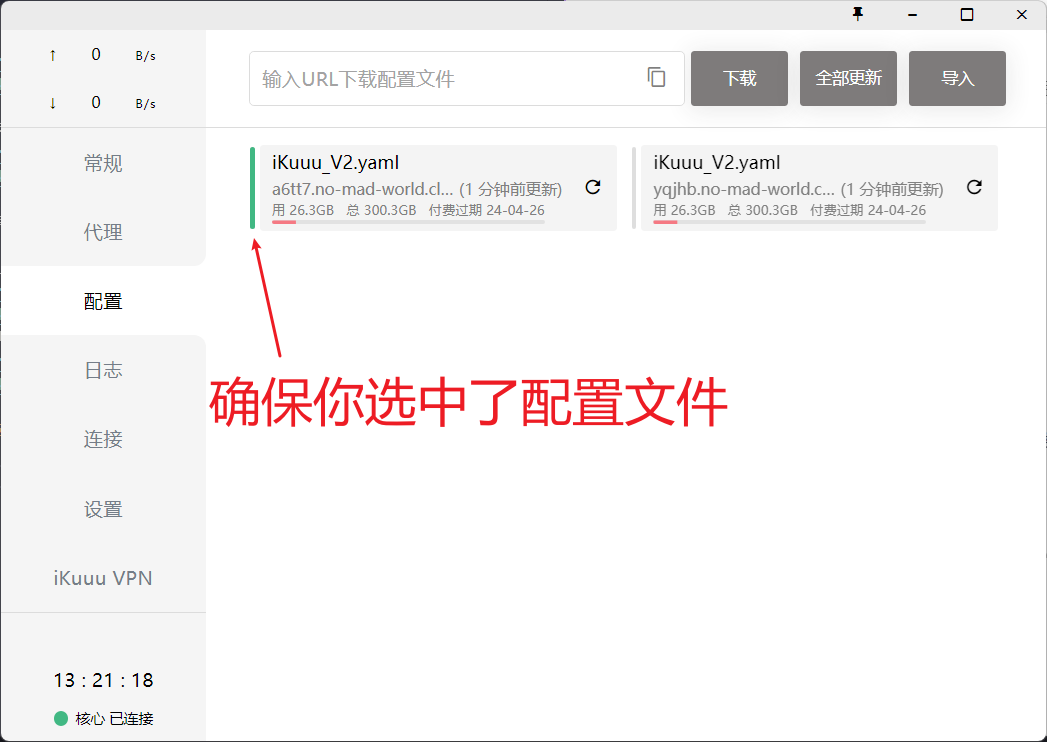 ↑ 0 B/s
↓ 0 B/s
输入URL下载配置文件
下载
全部更新
导入
常规
代理
配置
日志
连接
设置
iKuuu VPN
13 : 21 : 18
核心 已连接
iKuuu_V2.yaml
a6tt7.no-mad-world.cl... (1 分钟前更新)
用 26.3GB 总 300.3GB 付费过期 24-04-26
iKuuu_V2.yaml
yqjhb.no-mad-world.c... (1 分钟前更新)
用 26.3GB 总 300.3GB 付费过期 24-04-26
确保你选中了配置文件